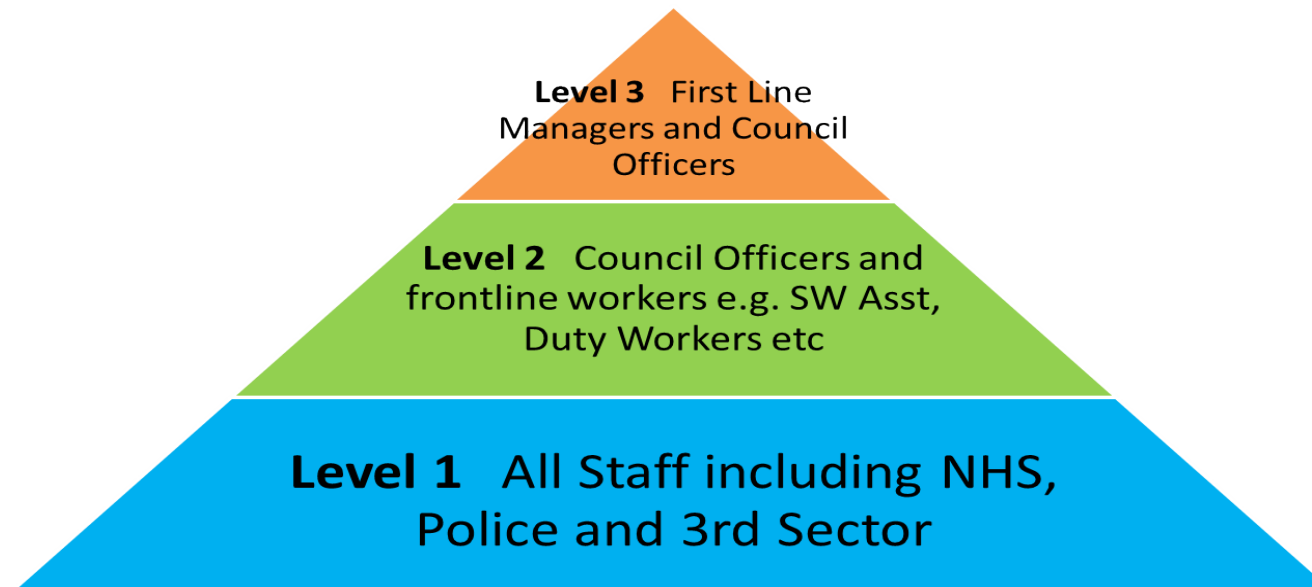 Level 3 First Line
Managers and Council
Officers
Level 2 Council Officers and
frontline workers e.g. SW Asst,
Duty Workers etc
Level 1 All Staff including NHS,
Police and 3rd Sector